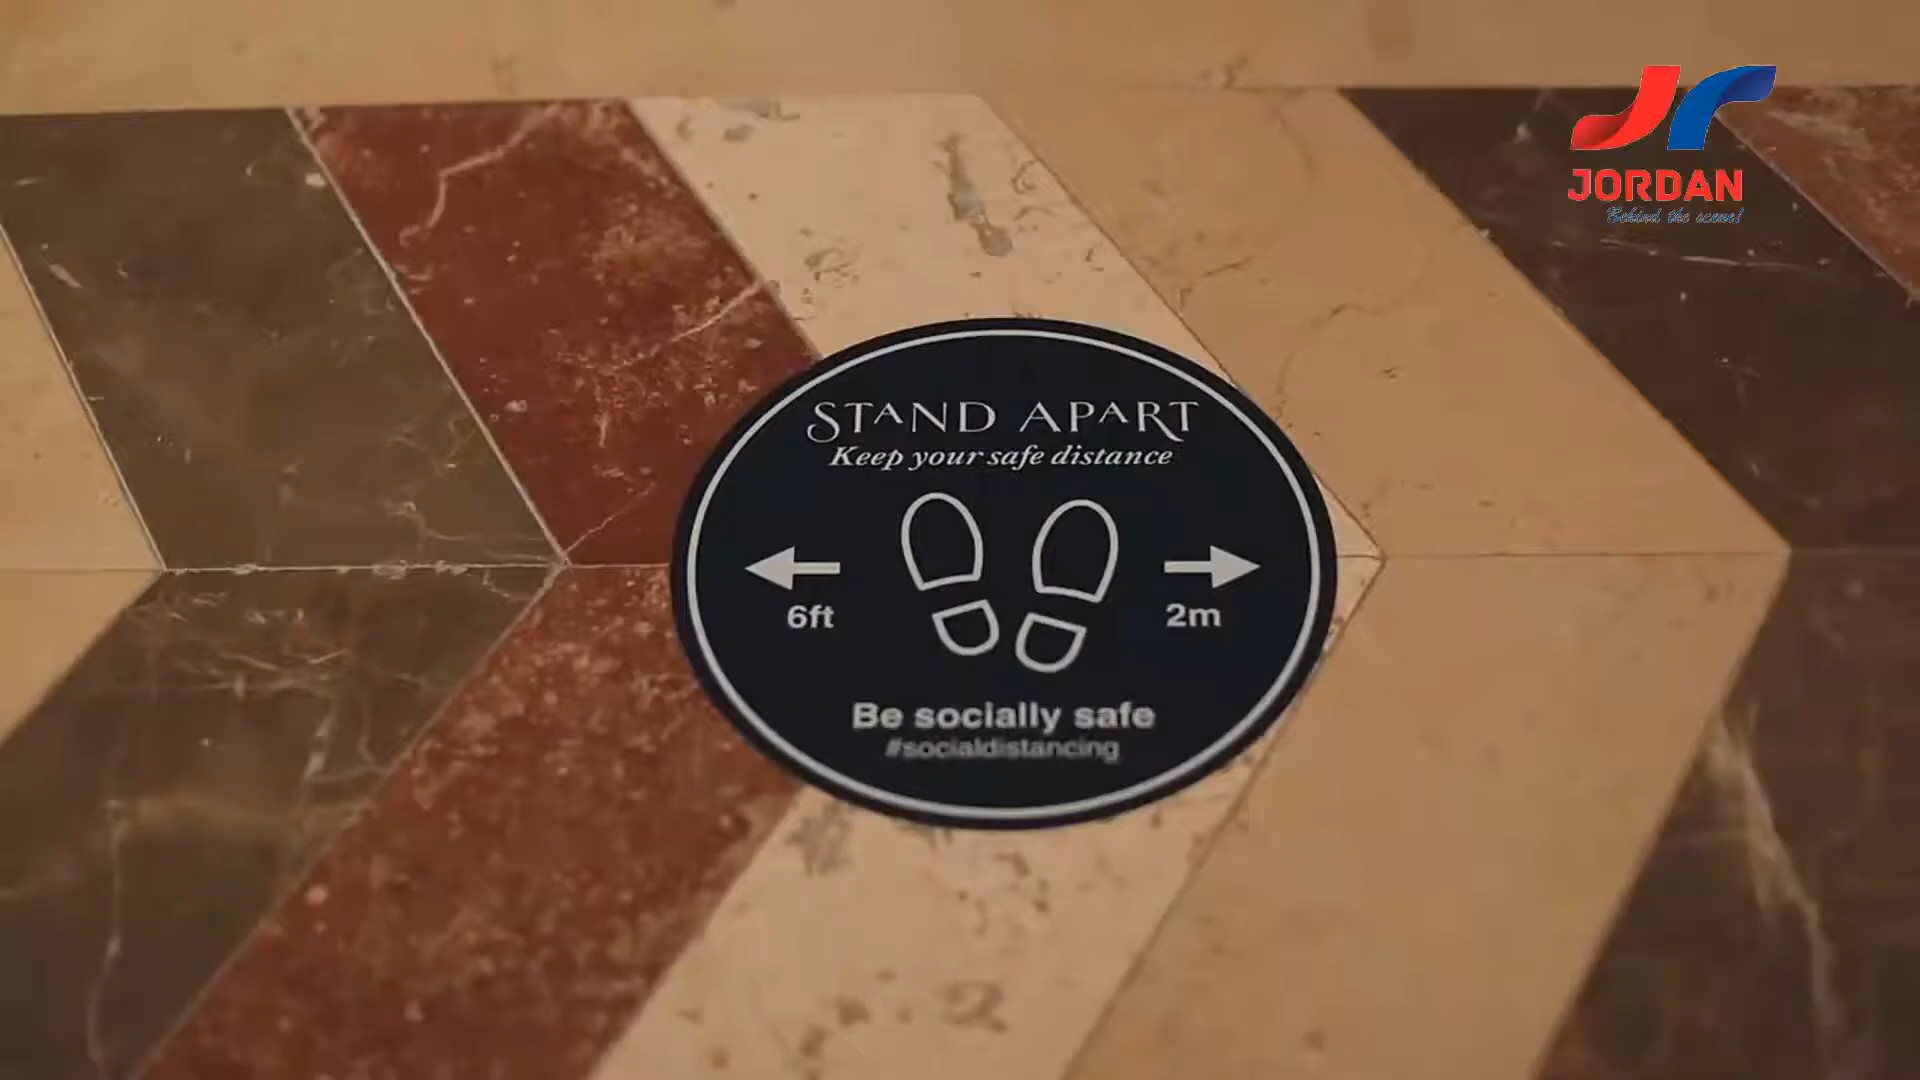 JORDAN
Behind the scenes
STAND APART
Keep your safe distance
6ft
2m
Be socially safe
#socialdistancing